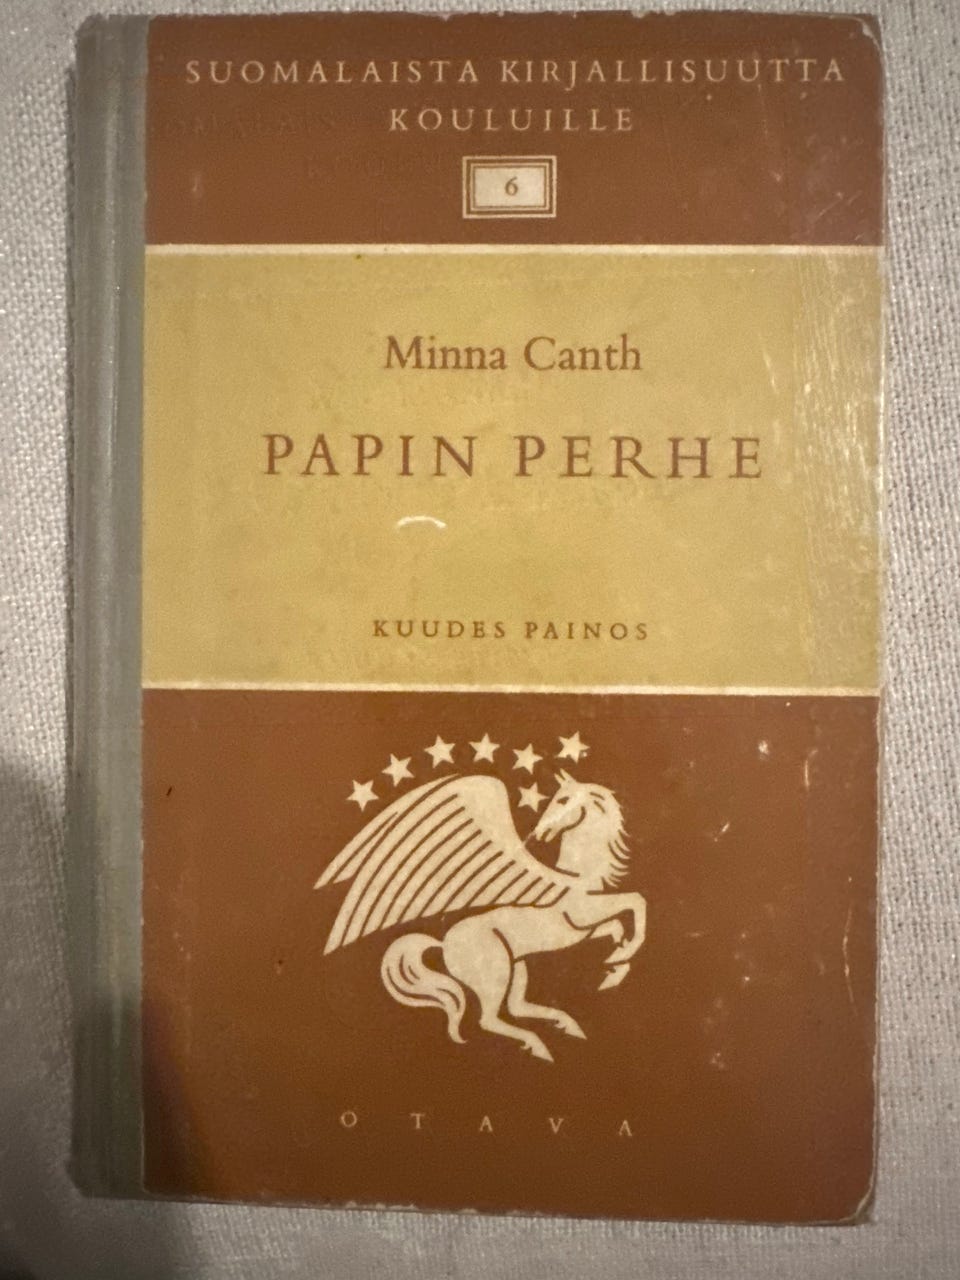 SUOMALAISTA KIRJALLISUUTTA
KOULUILLE
6
Minna Canth
PAPIN PERHE
KUUDES PAINOS
OTAVA